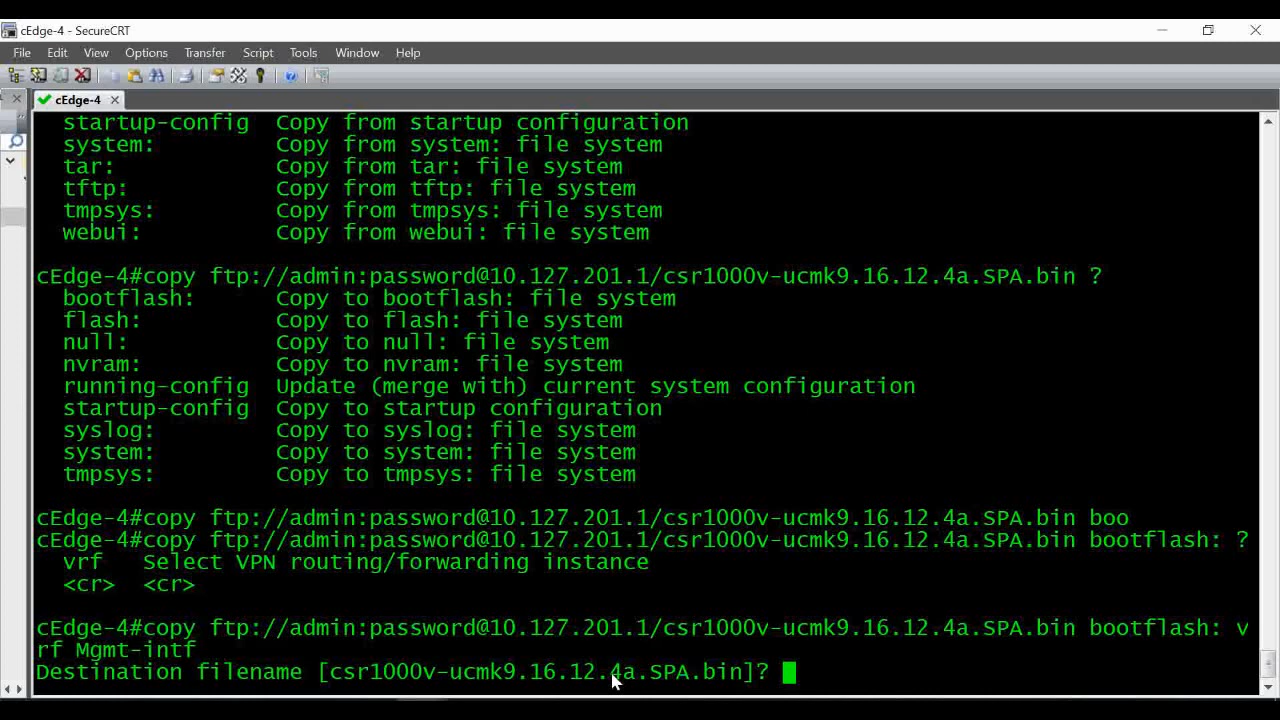 cEdge-4 - SecureCRT
File Edit View Options Transfer Script Tools Window Help
cEdge-4
startup-config Copy from startup configuration
system: Copy from system: file system
tar: Copy from tar: file system
tftp: Copy from tftp: file system
tmpsys: Copy from tmpsys: file system
webui: Copy from webui: file system
cEdge-4#copy ftp://admin:password@10.127.201.1/csr1000v-ucmk9.16.12.4a.SPA.bin ?
bootflash: Copy to bootflash: file system
flash: Copy to flash: file system
null: Copy to null: file system
nvram: Copy to nvram: file system
running-config Update (merge with) current system configuration
startup-config Copy to startup configuration
syslog: Copy to syslog: file system
system: Copy to system: file system
tmpsys: Copy to tmpsys: file system
cEdge-4#copy ftp://admin:password@10.127.201.1/csr1000v-ucmk9.16.12.4a.SPA.bin boo
cEdge-4#copy ftp://admin:password@10.127.201.1/csr1000v-ucmk9.16.12.4a.SPA.bin bootflash: ?
vrf Select VPN routing/forwarding instance
<cr> <cr>
cEdge-4#copy ftp://admin:password@10.127.201.1/csr1000v-ucmk9.16.12.4a.SPA.bin bootflash: v
rf Mgmt-intf
Destination filename [csr1000v-ucmk9.16.12.4a.SPA.bin]?